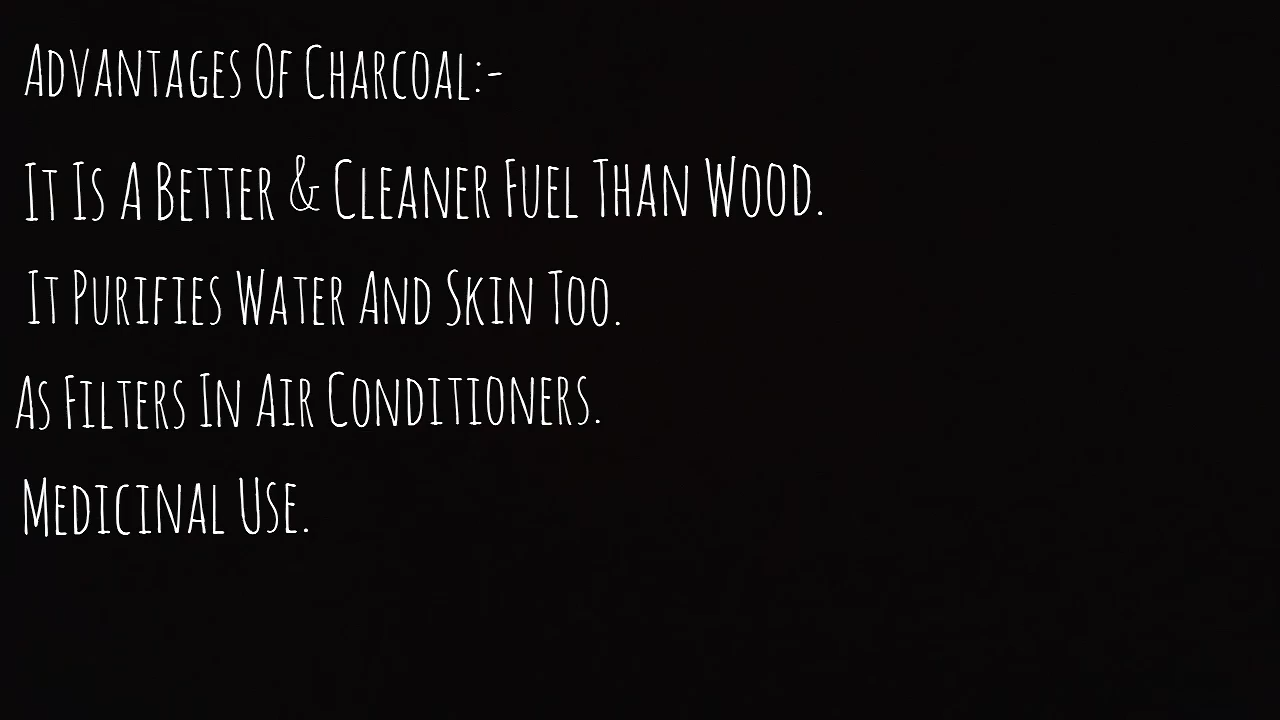 Advantages Of Charcoal:-
It Is A Better & Cleaner Fuel Than Wood.
It Purifies Water And Skin Too.
As Filters In Air Conditioners.
Medicinal Use.